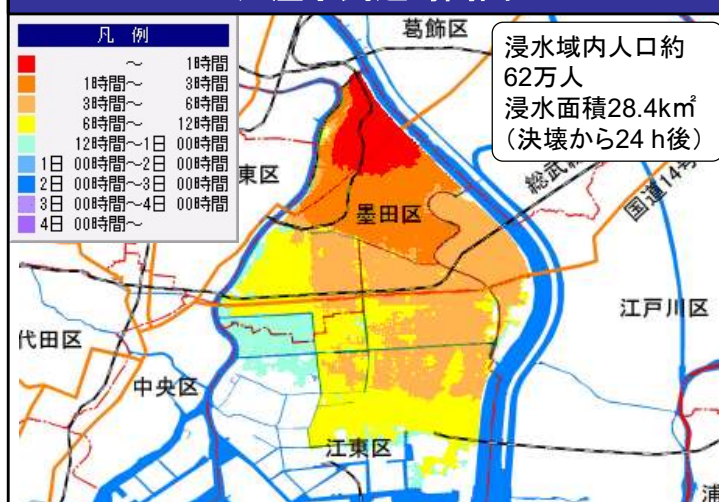 葛飾区
凡 例
～ 1時間
1時間～ 3時間
3時間～ 6時間
6時間～ 12時間
12時間～1日 00時間
1日 00時間～2日 00時間
2日 00時間～3日 00時間
3日 00時間～4日 00時間
4日 00時間～
浸水域内人口約
62万人
浸水面積28.4k㎡
（決壊から24 h後）
東区
総武
国道14号
墨田区
江戸川区
代田区
中央区
江東区
浦